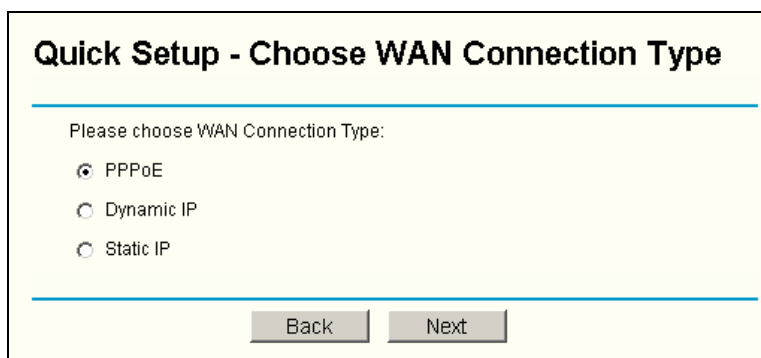 Quick Setup - Choose WAN Connection Type
Please choose WAN Connection Type:
PPPoE
Dynamic IP
Static IP
Back Next